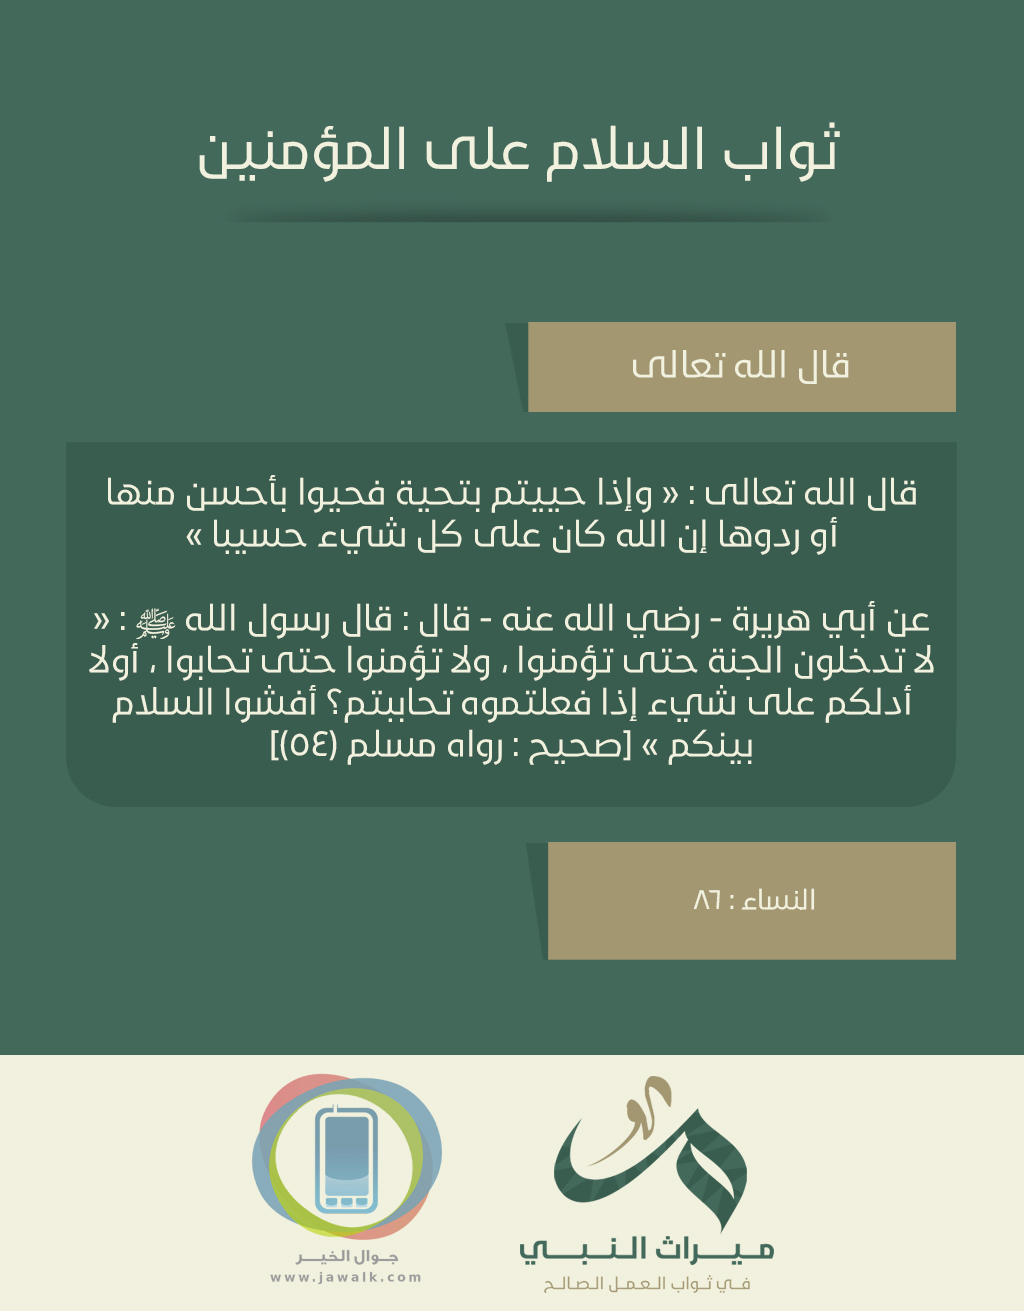 ثواب السلام على المؤمنين
قال الله تعالى
قال الله تعالى : « وإذا حييتم بتحية فحيوا بأحسن منها
أو ردوها إن الله كان على كل شيء حسيبا »
عن أبي هريرة - رضي الله عنه - قال : قال رسول الله ﷺ : «
لا تدخلون الجنة حتى تؤمنوا ، ولا تؤمنوا حتى تحابوا ، أولا
أدلكم على شيء إذا فعلتموه تحاببتم؟ أفشوا السلام
بينكم » [صحيح : رواه مسلم (٥٤)]
النساء : ٨٦
ميراث النبي
في ثواب العمل الصالح
جوال الخير
www.jawalk.com